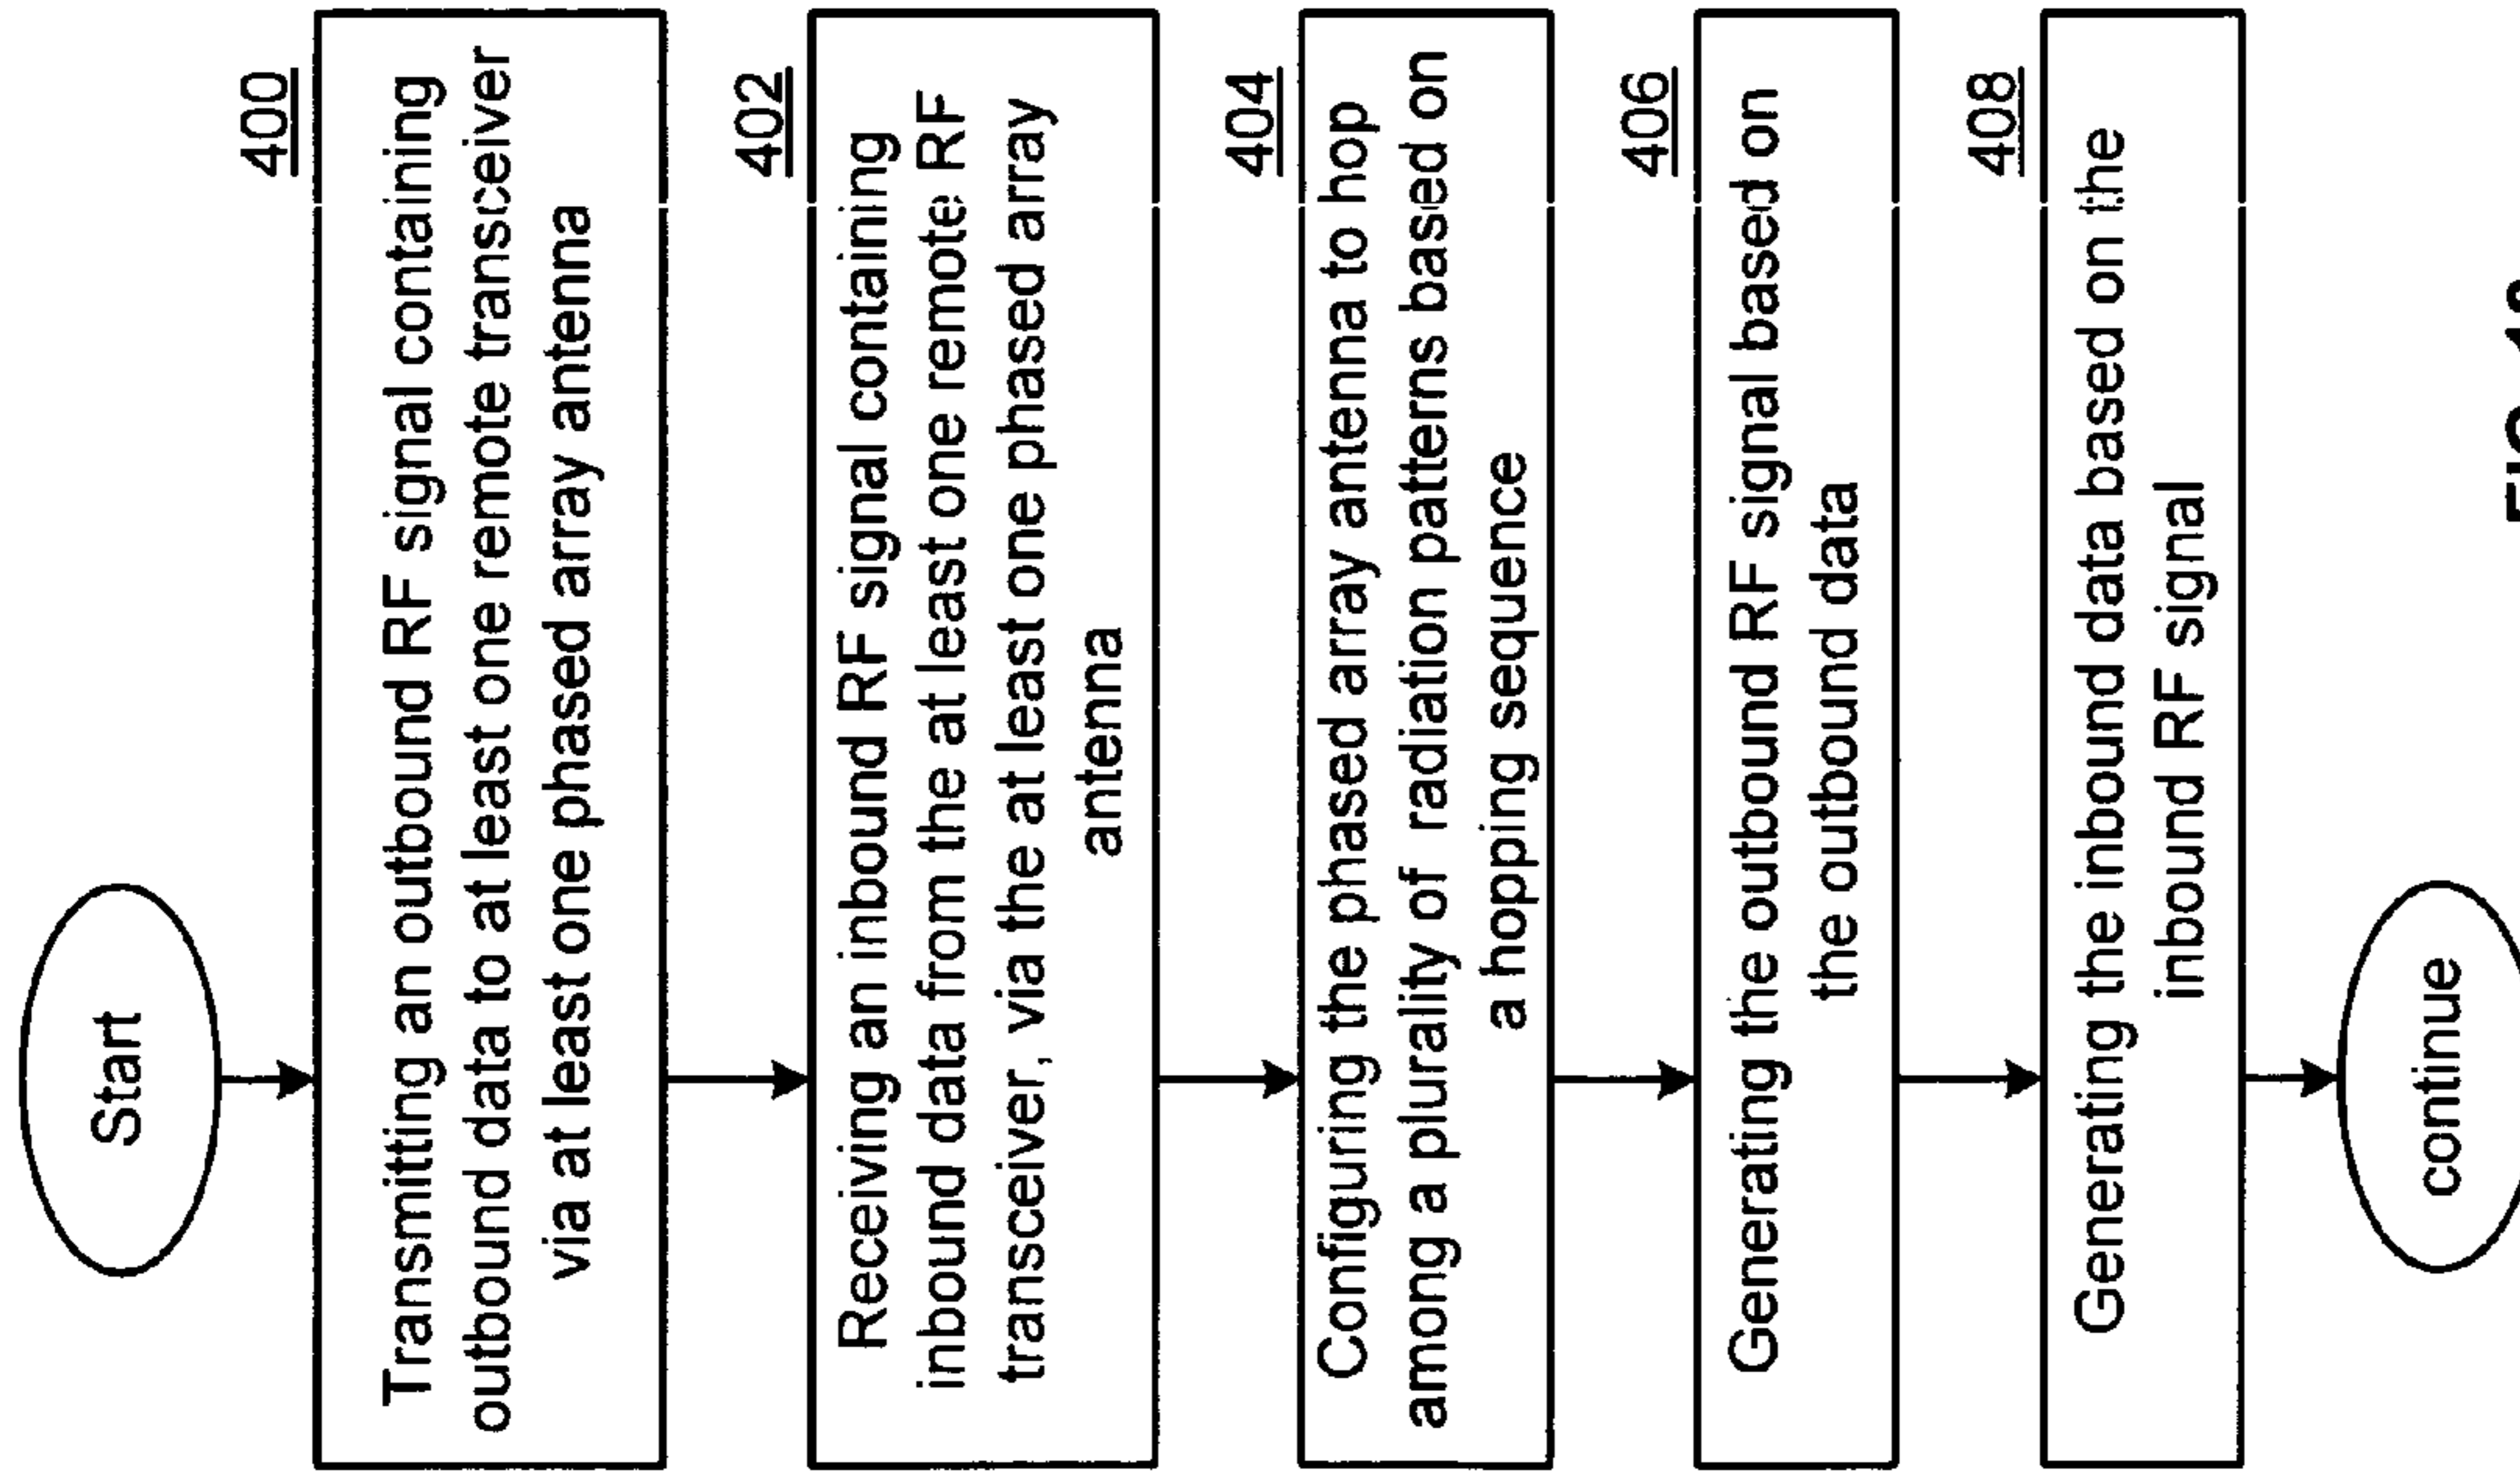 Start
400
Transmitting an outbound RF signal containing
outbound data to at least one remote transceiver
via at least one phased array antenna
402
Receiving an inbound RF signal containing
inbound data from the at least one remote RF
transceiver, via the at least one phased array
antenna
404
Configuring the phased array antenna to hop
among a plurality of radiation patterns based on
a hopping sequence
406
Generating the outbound RF signal based on
the outbound data
408
Generating the inbound data based on the
inbound RF signal
continue